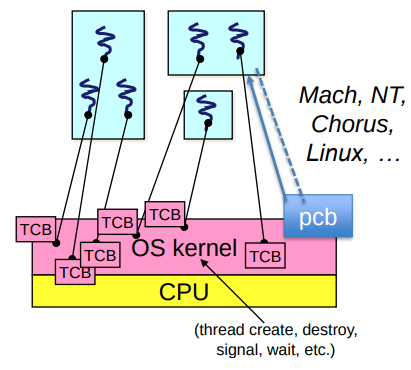 Mach, NT,
Chorus,
Linux, …
pcb
TCB
TCB
TCB
TCB
TCB
TCB
OS kernel
CPU
(thread create, destroy,
signal, wait, etc.)